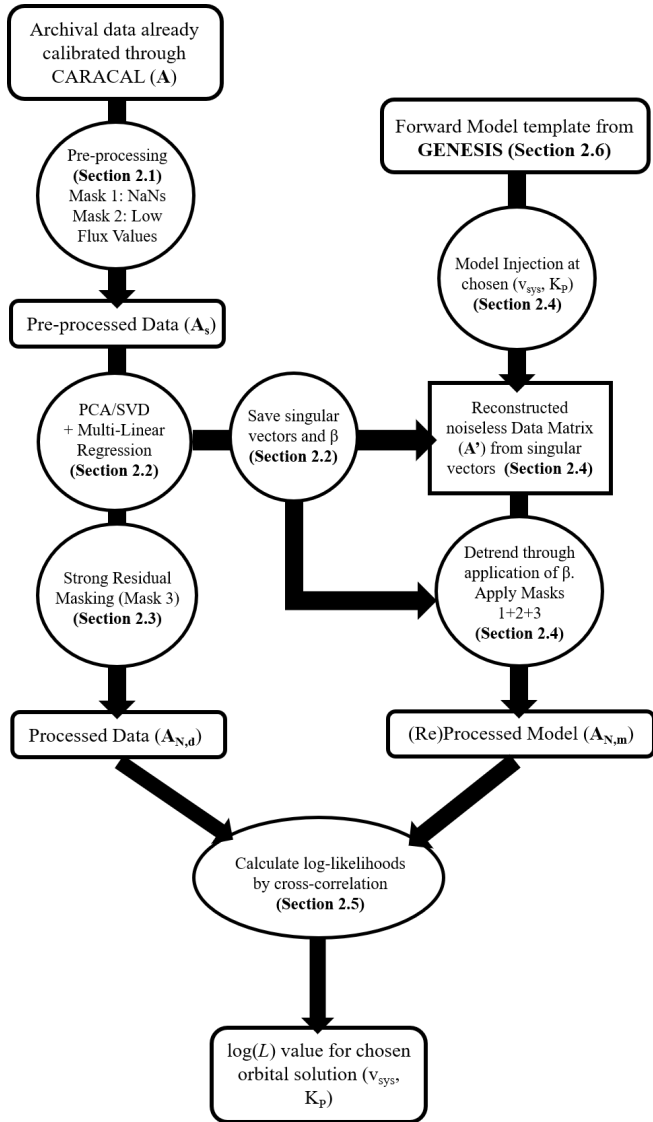 Archival data already
calibrated through
CARACAL (A)
Pre-processing
(Section 2.1)
Mask 1: NaNs
Mask 2: Low
Flux Values
Pre-processed Data (As)
PCA/SVD
+ Multi-Linear
Regression
(Section 2.2)
Save singular
vectors and β
(Section 2.2)
Strong Residual
Masking (Mask 3)
(Section 2.3)
Processed Data (AN,d)
Forward Model template from
GENESIS (Section 2.6)
Model Injection at
chosen (vsys, KP)
(Section 2.4)
Reconstructed
noiseless Data Matrix
(A’) from singular
vectors (Section 2.4)
Detrend through
application of β.
Apply Masks
1+2+3
(Section 2.4)
(Re)Processed Model (AN,m)
Calculate log-likelihoods
by cross-correlation
(Section 2.5)
log(L) value for chosen
orbital solution (vsys,
KP)